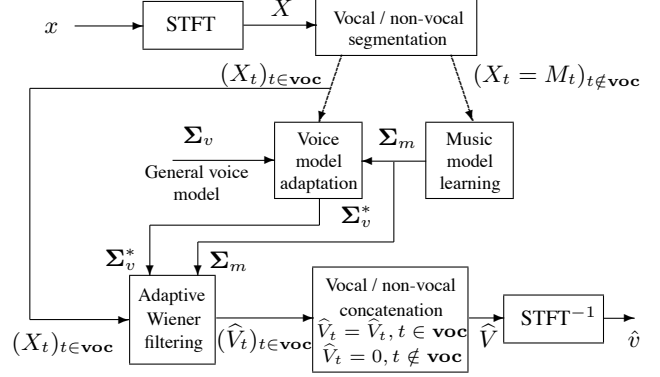 x
STFT
X
Vocal / non-vocal
segmentation
(X_t)_{t∈voc}
(X_t = M_t)_{t∉voc}
Σ_v
General voice
model
Voice
model
adaptation
Σ_m
Music
model
learning
Σ_v^*
Σ_v^*
Σ_m
(X_t)_{t∈voc}
Adaptive
Wiener
filtering
(V̂_t)_{t∈voc}
Vocal / non-vocal
concatenation
V̂_t = V̂_t, t ∈ voc
V̂_t = 0, t ∉ voc
V̂
STFT⁻¹
v̂